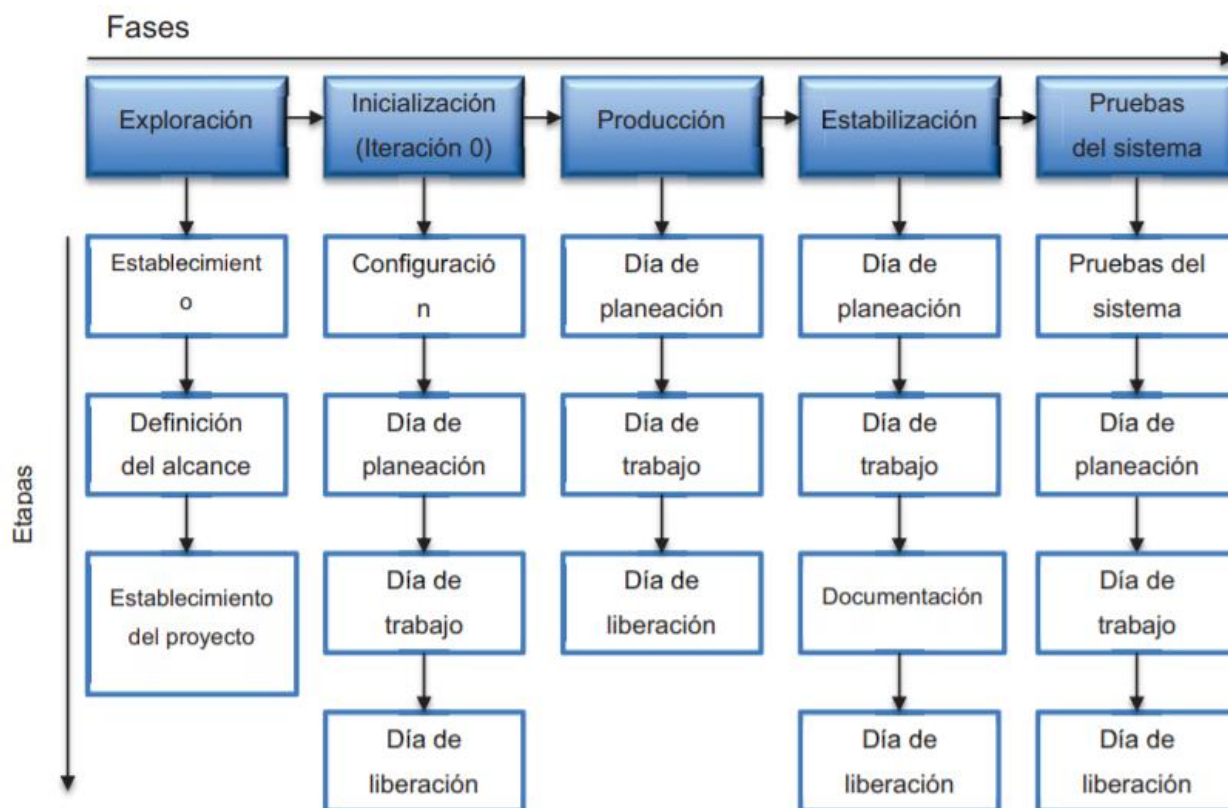 Fases
Exploración
Inicialización
(Iteración 0)
Producción
Estabilización
Pruebas
del sistema
Etapas
Establecimient
o
Configuració
n
Día de
planeación
Día de
planeación
Pruebas del
sistema
Definición
del alcance
Día de
planeación
Día de
trabajo
Día de
trabajo
Día de
planeación
Establecimiento
del proyecto
Día de
trabajo
Día de
liberación
Documentación
Día de
trabajo
Día de
liberación
Día de
liberación
Día de
liberación